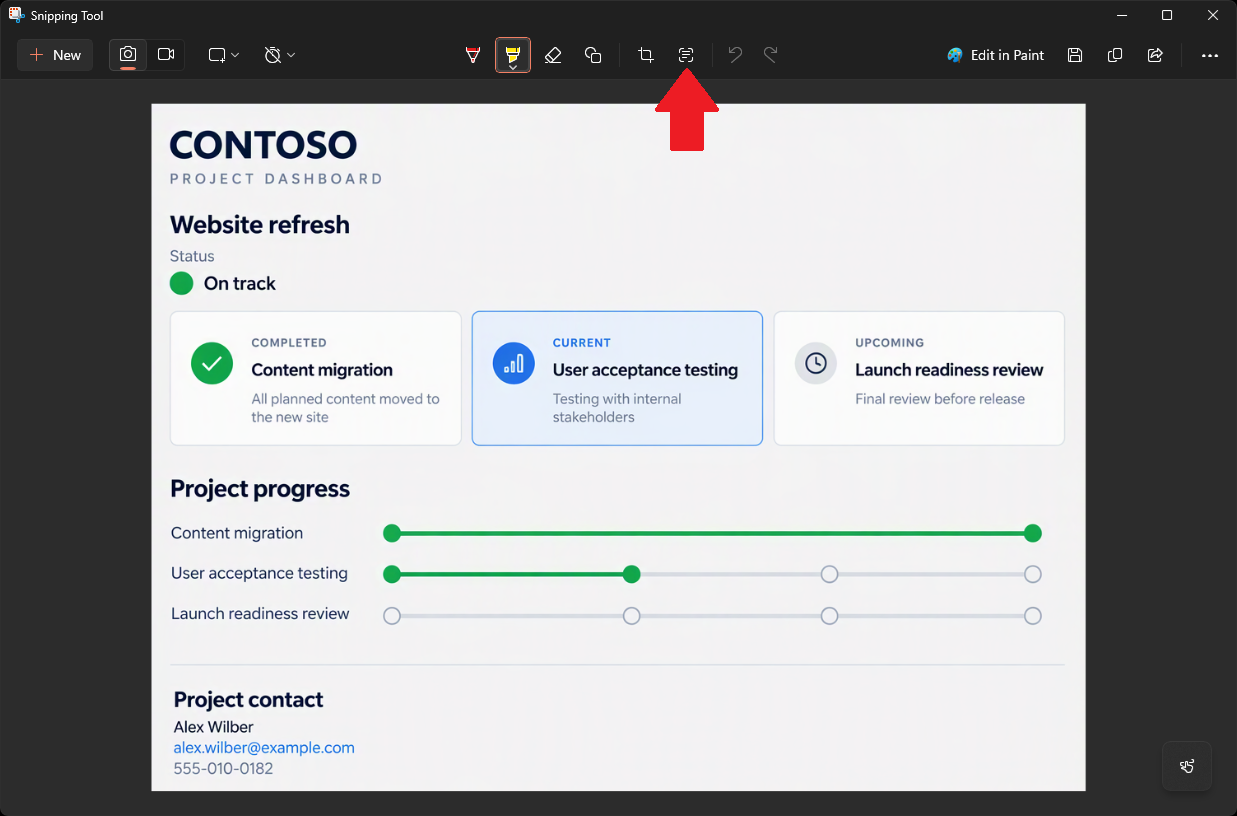 Snipping Tool
New
Edit in Paint
CONTOSO
PROJECT DASHBOARD
Website refresh
Status
On track
COMPLETED
Content migration
All planned content moved to
the new site
CURRENT
User acceptance testing
Testing with internal
stakeholders
UPCOMING
Launch readiness review
Final review before release
Project progress
Content migration
User acceptance testing
Launch readiness review
Project contact
Alex Wilber
alex.wilber@example.com
555-010-0182